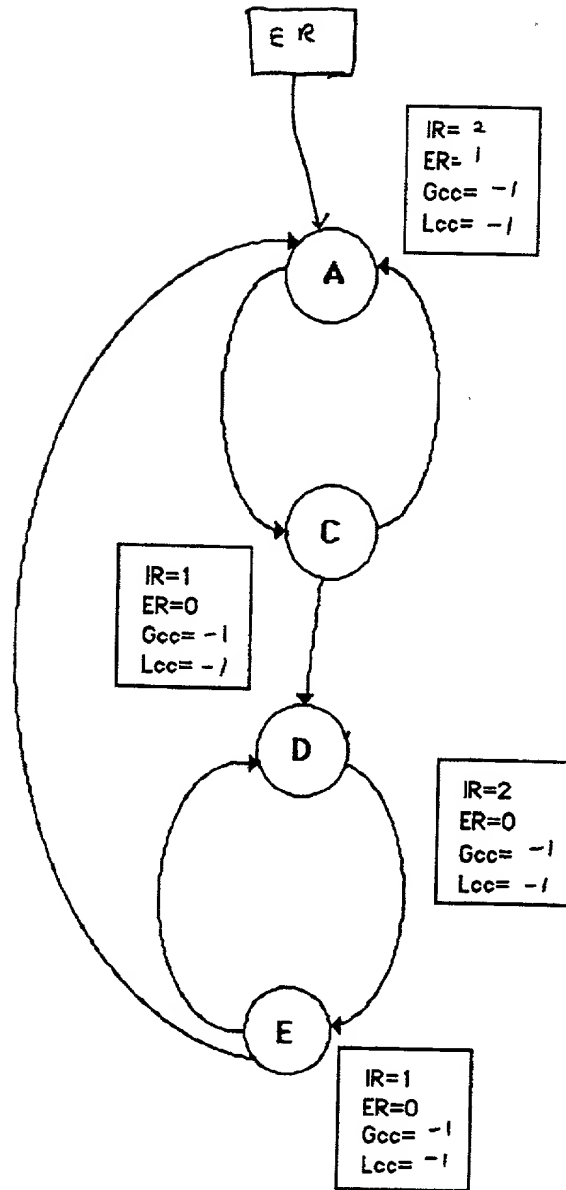 ER
IR= 2
ER= 1
Gcc= -1
Lcc= -1
A
C
IR=1
ER=0
Gcc= -1
Lcc= -1
D
IR=2
ER=0
Gcc= -1
Lcc= -1
E
IR=1
ER=0
Gcc= -1
Lcc= -1